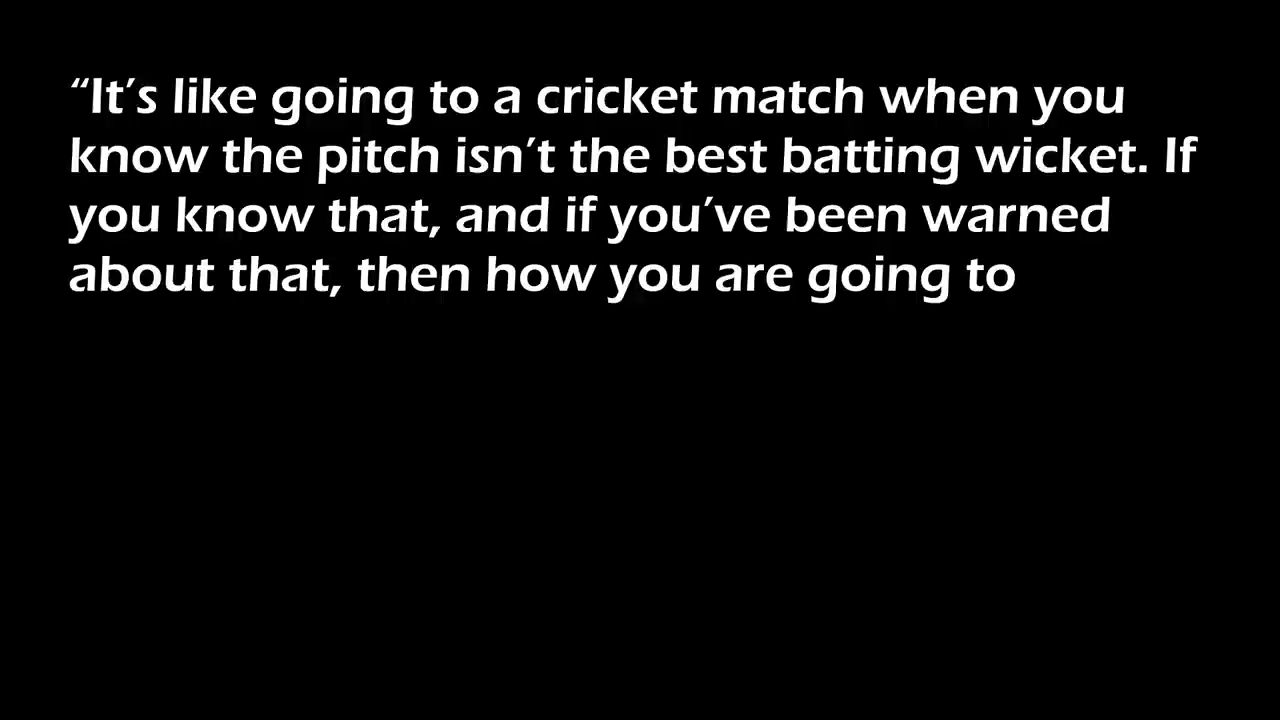 “It’s like going to a cricket match when you
know the pitch isn’t the best batting wicket. If
you know that, and if you’ve been warned
about that, then how you are going to